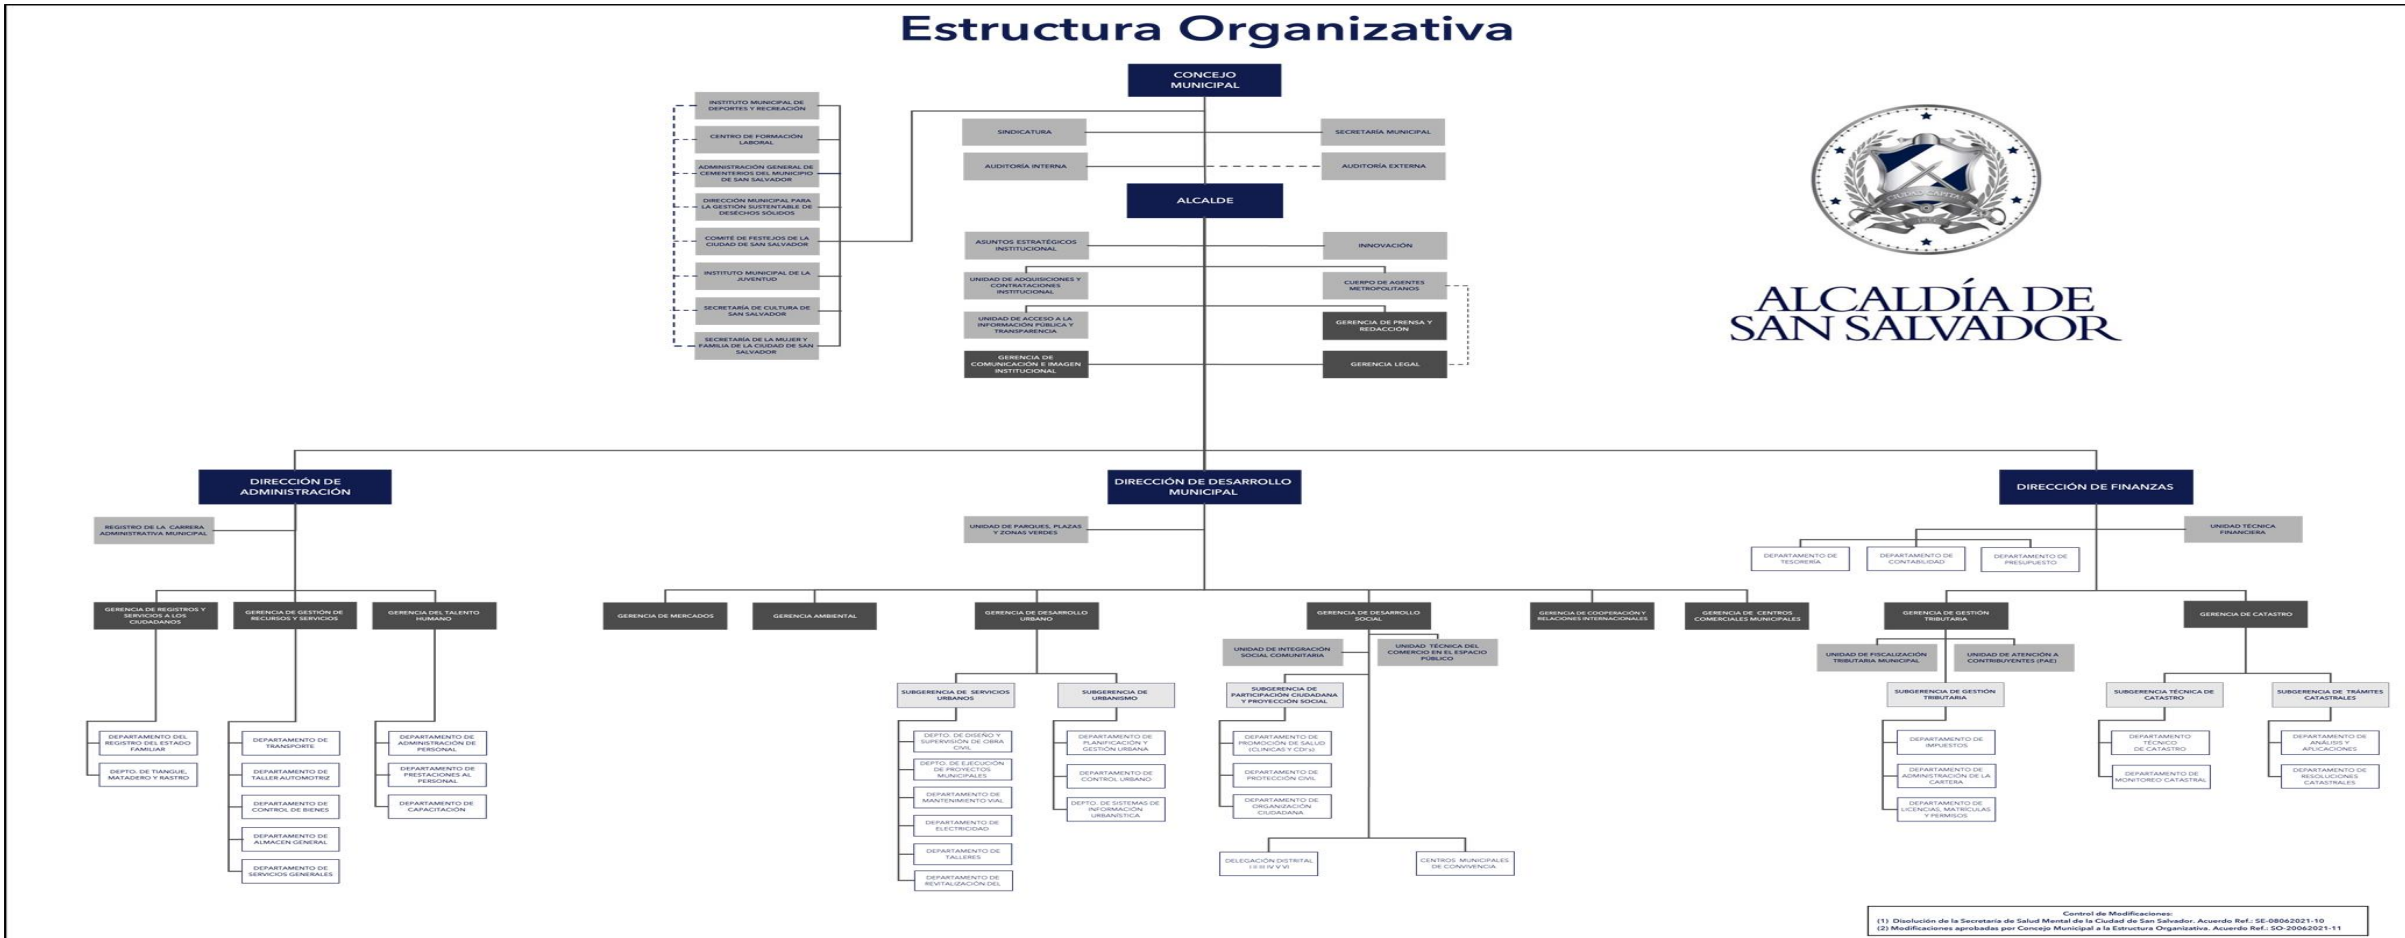 Estructura Organizativa
CONCEJO
MUNICIPAL
INSTITUTO MUNICIPAL DE
DEPORTES Y RECREACIÓN
CENTRO DE FORMACIÓN
LABORAL
ADMINISTRACIÓN GENERAL DE
CEMENTERIOS DEL MUNICIPIO
DE SAN SALVADOR
DIRECCIÓN MUNICIPAL PARA
LA GESTIÓN SUSTENTABLE DE
DESECHOS SÓLIDOS
COMITÉ DE FESTEJOS DE LA
CIUDAD DE SAN SALVADOR
INSTITUTO MUNICIPAL DE LA
JUVENTUD
SECRETARÍA DE CULTURA DE
SAN SALVADOR
SECRETARÍA DE LA MUJER Y
FAMILIA DE LA CIUDAD DE SAN
SALVADOR
SINDICATURA
SECRETARÍA MUNICIPAL
AUDITORÍA INTERNA
AUDITORÍA EXTERNA
ALCALDE
ASUNTOS ESTRATÉGICOS
INSTITUCIONAL
INNOVACIÓN
UNIDAD DE ADQUISICIONES Y
CONTRATACIONES
INSTITUCIONAL
CUERPO DE AGENTES
METROPOLITANOS
UNIDAD DE ACCESO A LA
INFORMACIÓN PÚBLICA Y
TRANSPARENCIA
GERENCIA DE PRENSA Y
REDACCIÓN
GERENCIA DE
COMUNICACIÓN E IMAGEN
INSTITUCIONAL
GERENCIA LEGAL
CIUDAD CAPITAL
ALCALDÍA DE
SAN SALVADOR
DIRECCIÓN DE
ADMINISTRACIÓN
DIRECCIÓN DE DESARROLLO
MUNICIPAL
DIRECCIÓN DE FINANZAS
REGISTRO DE LA CARRERA
ADMINISTRATIVA MUNICIPAL
UNIDAD DE PARQUES, PLAZAS
Y ZONAS VERDES
UNIDAD TÉCNICA
FINANCIERA
DEPARTAMENTO DE
TESORERÍA
DEPARTAMENTO DE
CONTABILIDAD
DEPARTAMENTO DE
PRESUPUESTO
GERENCIA DE REGISTROS Y
SERVICIOS A LOS
CIUDADANOS
GERENCIA DE GESTIÓN DE
RECURSOS Y SERVICIOS
GERENCIA DEL TALENTO
HUMANO
GERENCIA DE MERCADOS
GERENCIA AMBIENTAL
GERENCIA DE DESARROLLO
URBANO
GERENCIA DE DESARROLLO
SOCIAL
GERENCIA DE COOPERACIÓN Y
RELACIONES INTERNACIONALES
GERENCIA DE CENTROS
COMERCIALES MUNICIPALES
GERENCIA DE GESTIÓN
TRIBUTARIA
GERENCIA DE CATASTRO
UNIDAD DE INTEGRACIÓN
SOCIAL COMUNITARIA
UNIDAD TÉCNICA DEL
COMERCIO EN EL ESPACIO
PÚBLICO
UNIDAD DE FISCALIZACIÓN
TRIBUTARIA MUNICIPAL
UNIDAD DE ATENCIÓN A
CONTRIBUYENTES (PAE)
SUBGERENCIA DE SERVICIOS
URBANOS
SUBGERENCIA DE
URBANISMO
SUBGERENCIA DE
PARTICIPACIÓN CIUDADANA
Y PROYECCIÓN SOCIAL
SUBGERENCIA DE GESTIÓN
TRIBUTARIA
SUBGERENCIA TÉCNICA DE
CATASTRO
SUBGERENCIA DE TRÁMITES
CATASTRALES
DEPARTAMENTO DEL
REGISTRO DEL ESTADO
FAMILIAR
DEPTO. DE TIANGUE,
MATADERO Y RASTRO
DEPARTAMENTO DE
TRANSPORTE
DEPARTAMENTO DE
TALLER AUTOMOTRIZ
DEPARTAMENTO DE
CONTROL DE BIENES
DEPARTAMENTO DE
ALMACEN GENERAL
DEPARTAMENTO DE
SERVICIOS GENERALES
DEPARTAMENTO DE
ADMINISTRACIÓN DE
PERSONAL
DEPARTAMENTO DE
PRESTACIONES AL
PERSONAL
DEPARTAMENTO DE
CAPACITACIÓN
DEPTO. DE DISEÑO Y
SUPERVISIÓN DE OBRA
CIVIL
DEPTO. DE EJECUCIÓN
DE PROYECTOS
MUNICIPALES
DEPARTAMENTO DE
MANTENIMIENTO VIAL
DEPARTAMENTO DE
ELECTRICIDAD
DEPARTAMENTO DE
TALLERES
DEPARTAMENTO DE
REVITALIZACIÓN DEL
DEPARTAMENTO DE
PLANIFICACIÓN Y
GESTIÓN URBANA
DEPARTAMENTO DE
CONTROL URBANO
DEPTO. DE SISTEMAS DE
INFORMACIÓN
URBANÍSTICA
DEPARTAMENTO DE
PROMOCIÓN DE SALUD
(CLINICAS Y CDI's)
DEPARTAMENTO DE
PROTECCIÓN CIVIL
DEPARTAMENTO DE
ORGANIZACIÓN
CIUDADANA
DELEGACIÓN DISTRITAL
I II III IV V VI
CENTROS MUNICIPALES
DE CONVIVENCIA
DEPARTAMENTO DE
IMPUESTOS
DEPARTAMENTO DE
ADMINISTRACIÓN DE LA
CARTERA
DEPARTAMENTO DE
LICENCIAS, MATRÍCULAS
Y PERMISOS
DEPARTAMENTO
TÉCNICO
DE CATASTRO
DEPARTAMENTO DE
MONITOREO CATASTRAL
DEPARTAMENTO DE
ANÁLISIS Y
APLICACIONES
DEPARTAMENTO DE
RESOLUCIONES
CATASTRALES
Control de Modificaciones:
(1) Disolución de la Secretaría de Salud Mental de la Ciudad de San Salvador. Acuerdo Ref.: SE-08062021-10
(2) Modificaciones aprobadas por Concejo Municipal a la Estructura Organizativa. Acuerdo Ref.: SO-20062021-11